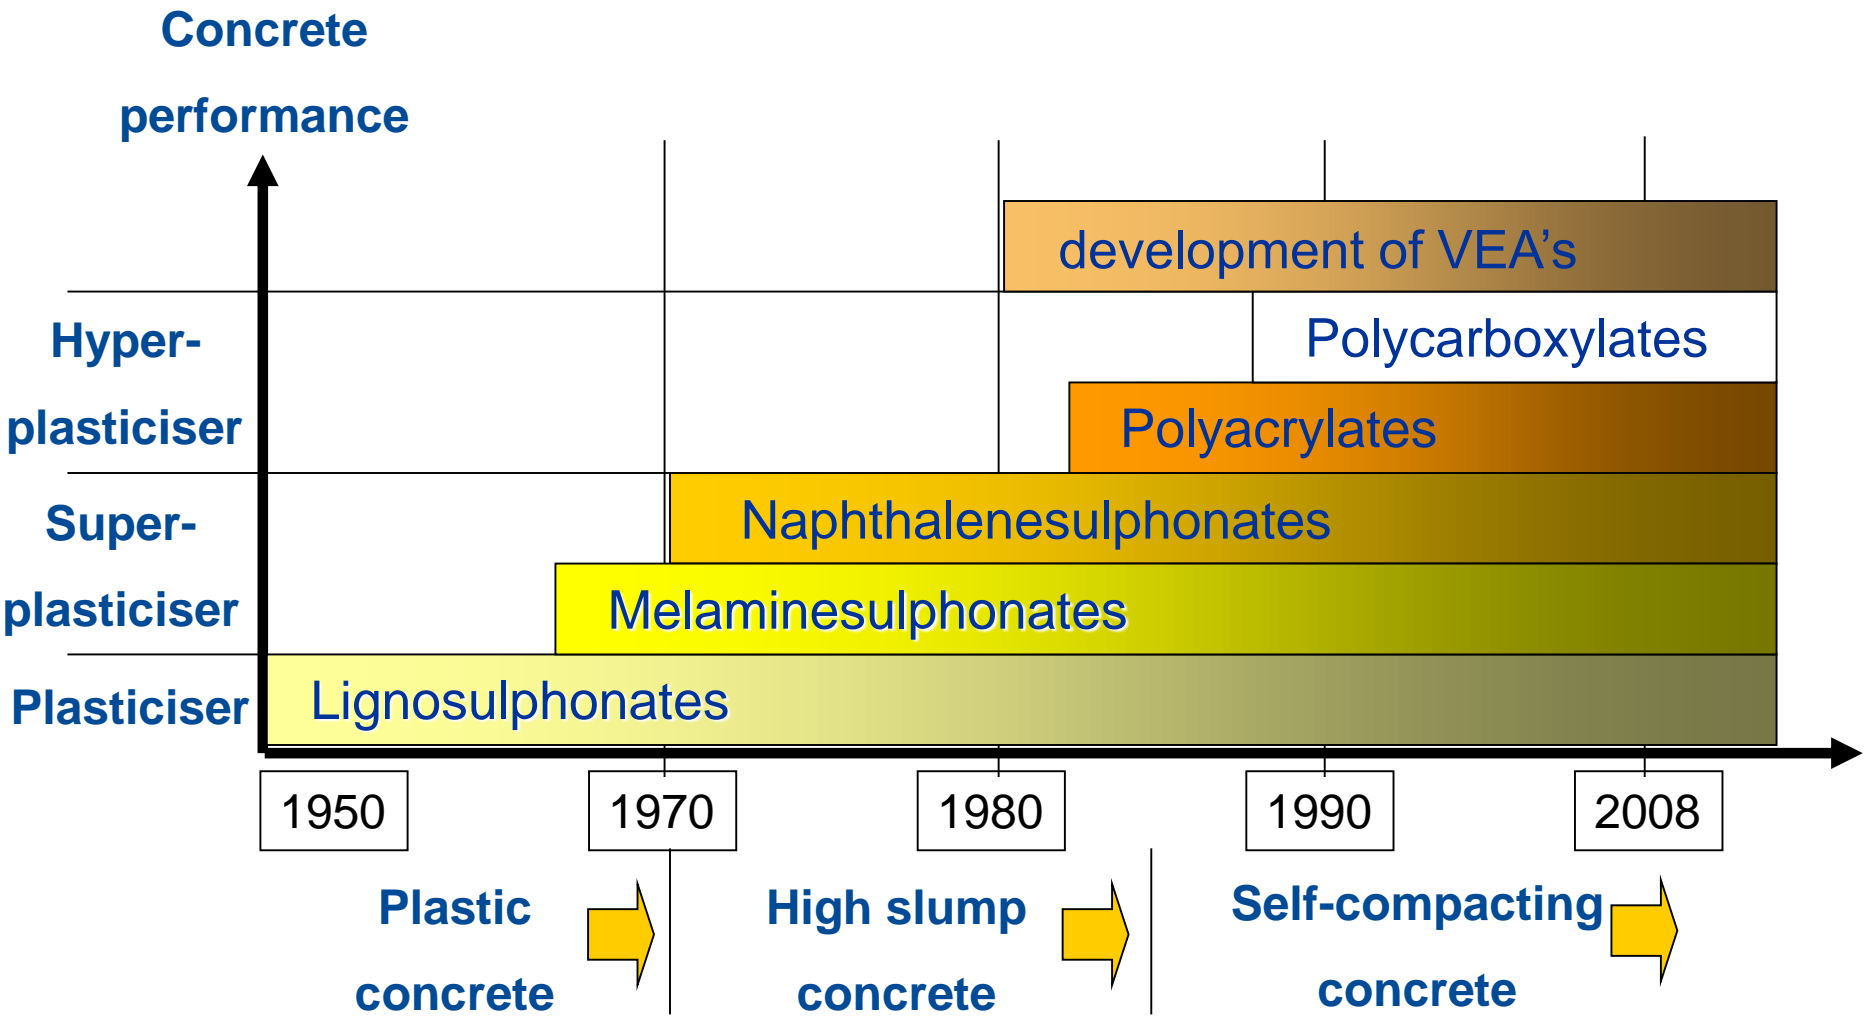 Concrete
performance
development of VEA’s
Hyper-
plasticiser
Polycarboxylates
Polyacrylates
Super-
plasticiser
Naphthalenesulphonates
Melaminesulphonates
Plasticiser
Lignosulphonates
1950
1970
1980
1990
2008
Plastic
concrete
High slump
concrete
Self-compacting
concrete